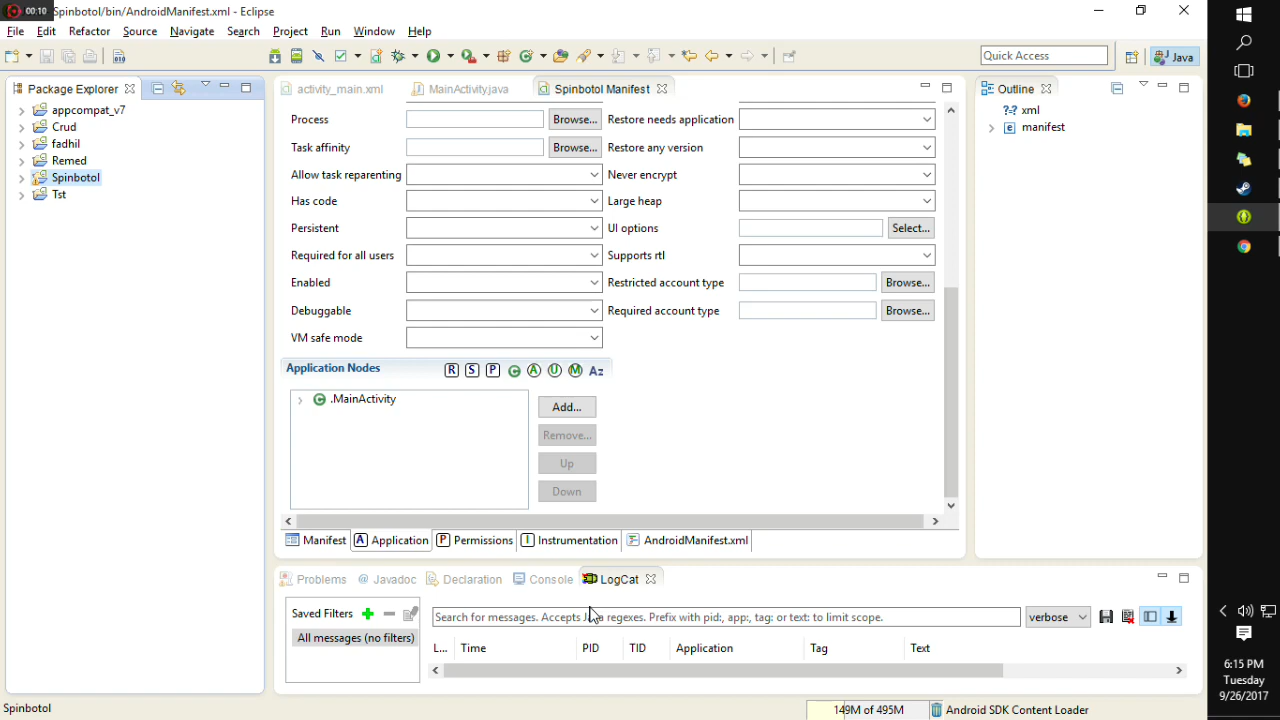 00:10 Spinbotol/bin/AndroidManifest.xml - Eclipse
File Edit Refactor Source Navigate Search Project Run Window Help
Quick Access
Java
Package Explorer
appcompat_v7
Crud
fadhil
Remed
Spinbotol
Tst
activity_main.xml MainActivity.java Spinbotol Manifest
Process Browse... Restore needs application
Task affinity Browse... Restore any version
Allow task reparenting Never encrypt
Has code Large heap
Persistent UI options Select...
Required for all users Supports rtl
Enabled Restricted account type Browse...
Debuggable Required account type Browse...
VM safe mode
Application Nodes R S P C A U M Az
C .MainActivity
Add...
Remove...
Up
Down
Manifest A Application P Permissions I Instrumentation AndroidManifest.xml
Outline
xml
e manifest
Problems @ Javadoc Declaration Console LogCat
Saved Filters
All messages (no filters)
Search for messages. Accepts Java regexes. Prefix with pid:, app:, tag: or text: to limit scope.
verbose
L... Time PID TID Application Tag Text
Spinbotol
149M of 495M
Android SDK Content Loader
6:15 PM
Tuesday
9/26/2017